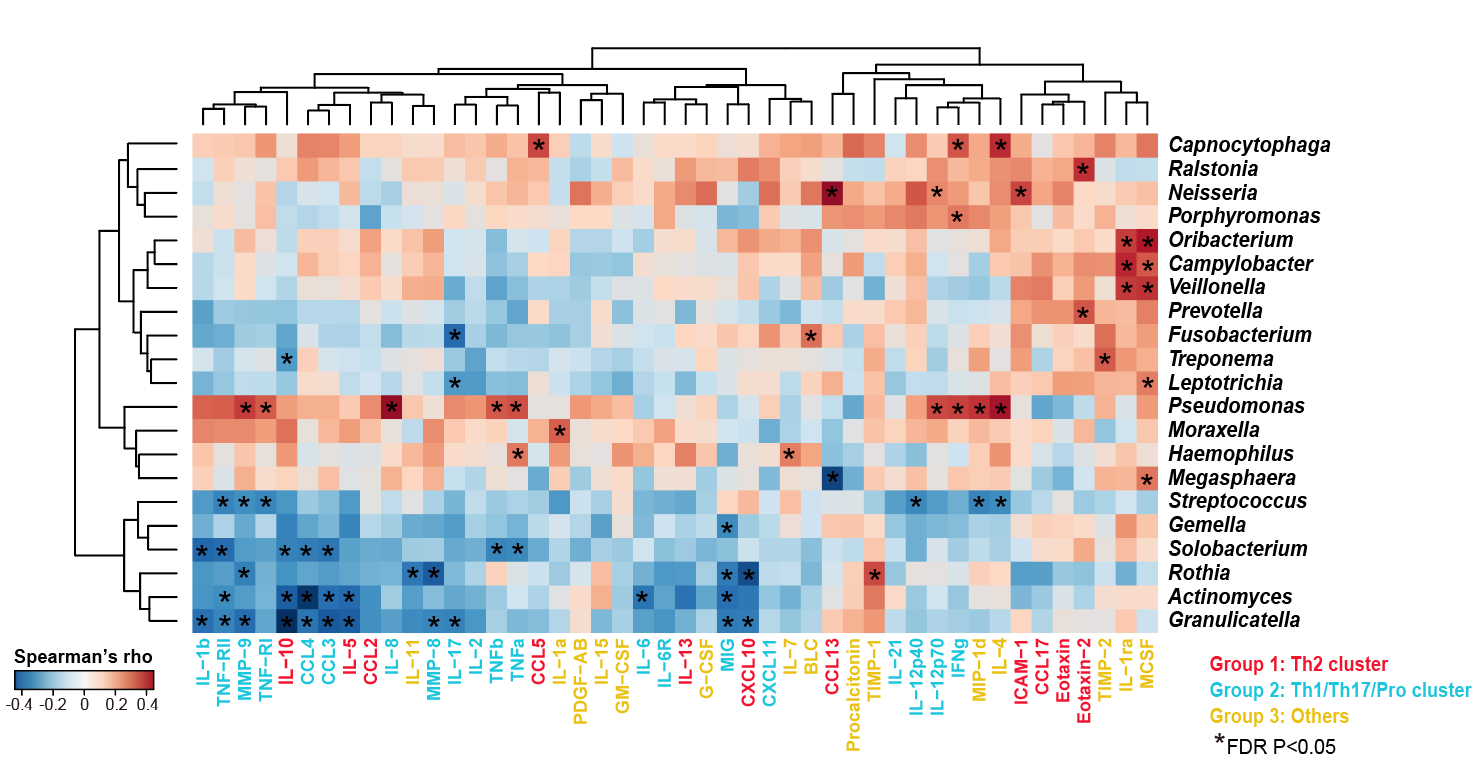 Capnocytophaga
Ralstonia
Neisseria
Porphyromonas
Oribacterium
Campylobacter
Veillonella
Prevotella
Fusobacterium
Treponema
Leptotrichia
Pseudomonas
Moraxella
Haemophilus
Megasphaera
Streptococcus
Gemella
Solobacterium
Rothia
Actinomyces
Granulicatella
IL−1b
TNF−RII
MMP−9
TNF−RI
IL−10
CCL4
CCL3
IL−5
CCL2
IL−8
IL−11
MMP−8
IL−17
IL−2
TNFb
TNFa
CCL5
IL−1a
PDGF−AB
IL−15
GM−CSF
IL−6
IL−6R
IL−13
G−CSF
MIG
CXCL10
CXCL11
IL−7
BLC
CCL13
Procalcitonin
TIMP−1
IL−21
IL−12p40
IL−12p70
IFNg
MIP−1d
IL−4
ICAM−1
CCL17
Eotaxin
Eotaxin−2
TIMP−2
IL−1ra
MCSF
Spearman's rho
-0.4 -0.2 0 0.2 0.4
Group 1: Th2 cluster
Group 2: Th1/Th17/Pro cluster
Group 3: Others
*FDR P<0.05